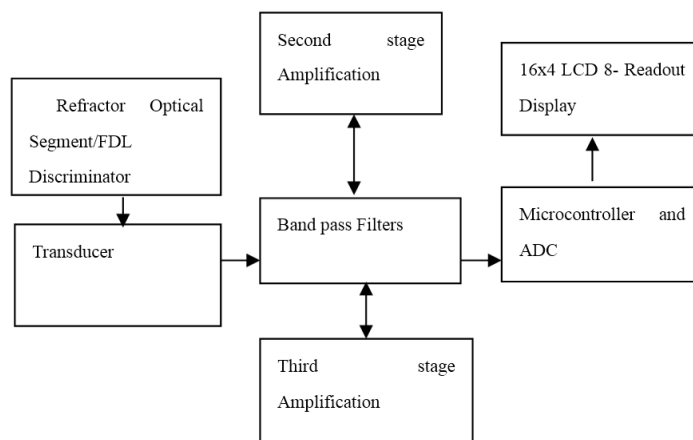 Second stage
Amplification
16x4 LCD 8- Readout
Display
Refractor Optical
Segment/FDL
Discriminator
Band pass Filters
Microcontroller and
ADC
Transducer
Third stage
Amplification